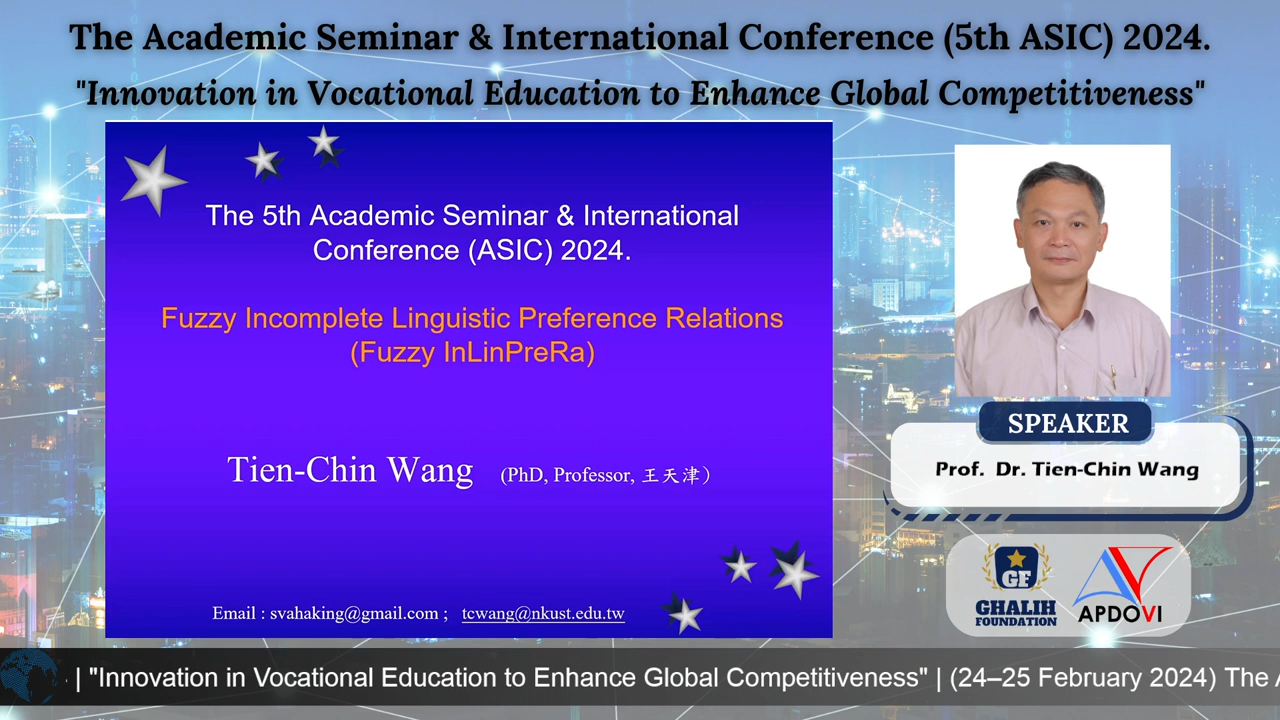 The Academic Seminar & International Conference (5th ASIC) 2024.
"Innovation in Vocational Education to Enhance Global Competitiveness"
The 5th Academic Seminar & International
Conference (ASIC) 2024.
Fuzzy Incomplete Linguistic Preference Relations
(Fuzzy InLinPreRa)
Tien-Chin Wang (PhD, Professor, 王天津）
Email : svahaking@gmail.com ; tcwang@nkust.edu.tw
SPEAKER
Prof. Dr. Tien-Chin Wang
GF
GHALIH
FOUNDATION
APDOVI
| "Innovation in Vocational Education to Enhance Global Competitiveness" | (24–25 February 2024) The